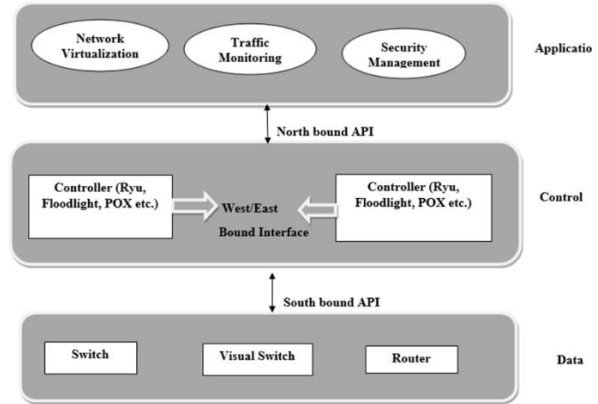 Network
Virtualization
Traffic
Monitoring
Security
Management
Applicatio
North bound API
Controller (Ryu,
Floodlight, POX etc.)
West/East
Bound Interface
Controller (Ryu,
Floodlight, POX etc.)
Control
South bound API
Switch
Visual Switch
Router
Data